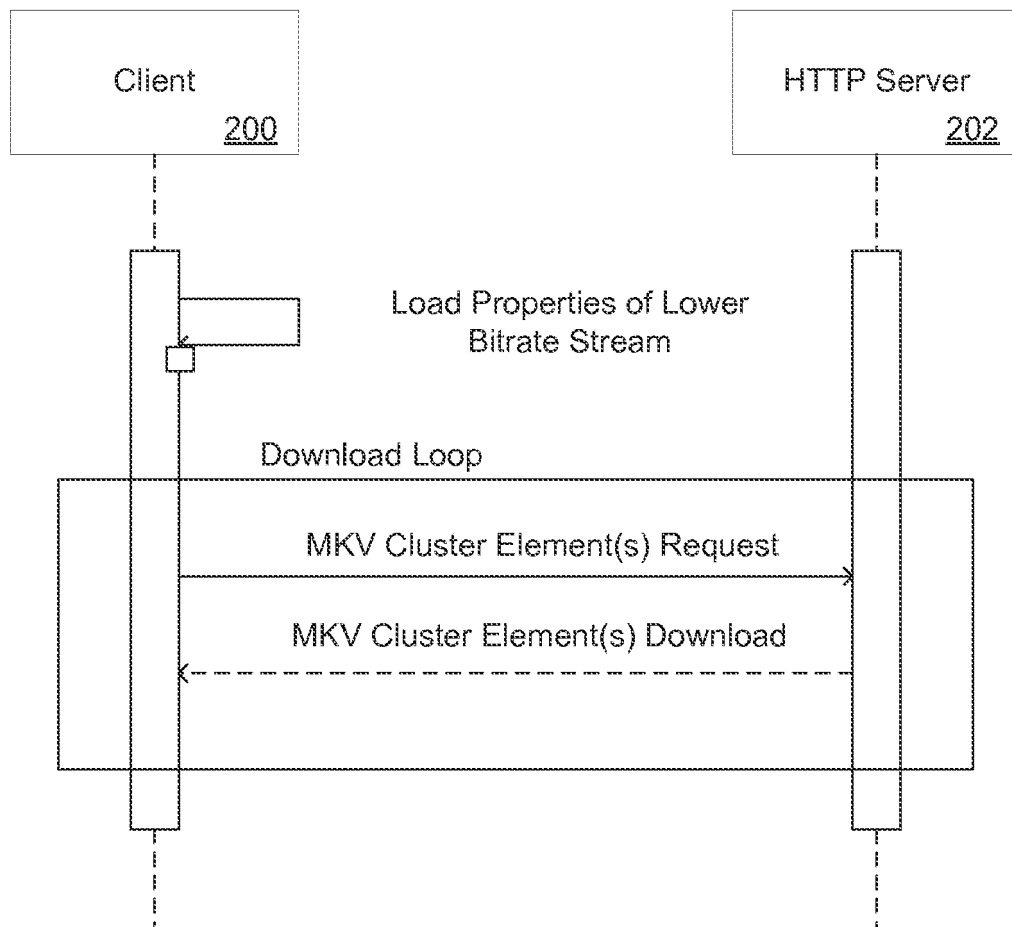 Client
200
HTTP Server
202
Load Properties of Lower
Bitrate Stream
Download Loop
MKV Cluster Element(s) Request
MKV Cluster Element(s) Download